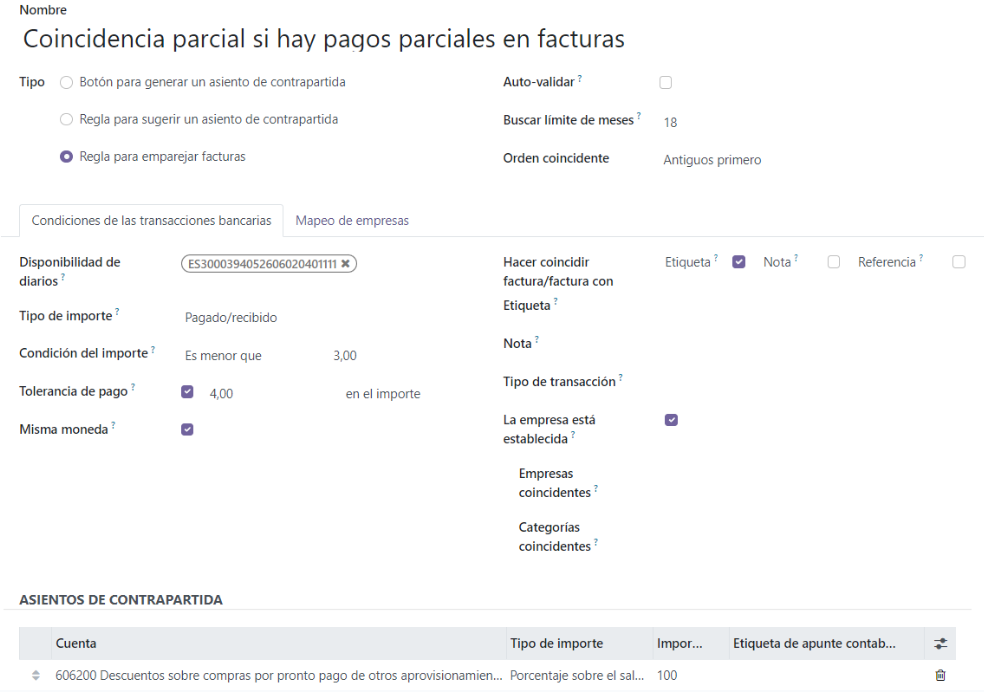 Nombre
Coincidencia parcial si hay pagos parciales en facturas
Tipo
Botón para generar un asiento de contrapartida
Regla para sugerir un asiento de contrapartida
Regla para emparejar facturas
Auto-validar ?
Buscar límite de meses ? 18
Orden coincidente Antiguos primero
Condiciones de las transacciones bancarias Mapeo de empresas
Disponibilidad de
diarios ?
ES3000394052606020401111 ✖
Tipo de importe ? Pagado/recibido
Condición del importe ? Es menor que 3,00
Tolerancia de pago ? 4,00 en el importe
Misma moneda ?
Hacer coincidir
factura/factura con
Etiqueta ? Nota ? Referencia ?
Etiqueta ?
Nota ?
Tipo de transacción ?
La empresa está
establecida ?
Empresas
coincidentes ?
Categorías
coincidentes ?
ASIENTOS DE CONTRAPARTIDA
Cuenta Tipo de importe Impor... Etiqueta de apunte contab...
606200 Descuentos sobre compras por pronto pago de otros aprovisionamien... Porcentaje sobre el sal... 100